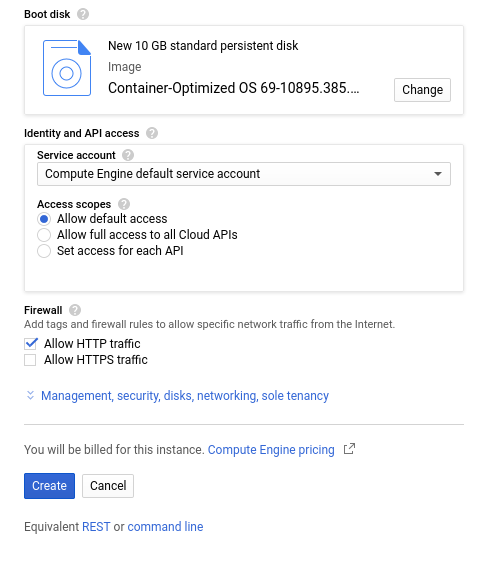 Boot disk ?
New 10 GB standard persistent disk
Image
Container-Optimized OS 69-10895.385.…
Change
Identity and API access ?
Service account ?
Compute Engine default service account
Access scopes ?
Allow default access
Allow full access to all Cloud APIs
Set access for each API
Firewall ?
Add tags and firewall rules to allow specific network traffic from the Internet.
Allow HTTP traffic
Allow HTTPS traffic
Management, security, disks, networking, sole tenancy
You will be billed for this instance. Compute Engine pricing
Create Cancel
Equivalent REST or command line